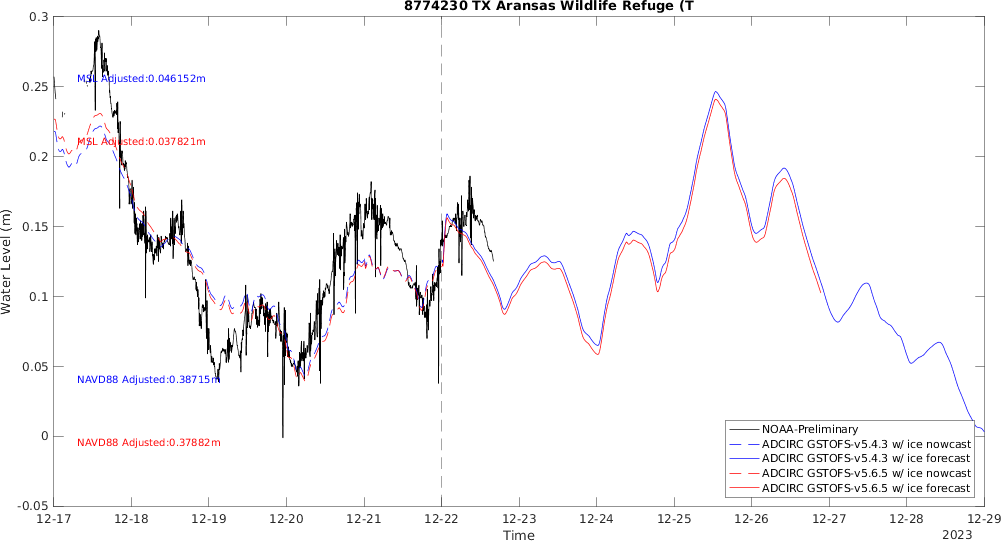 8774230 TX Aransas Wildlife Refuge (T
0.3
0.25
0.2
0.15
0.1
0.05
0
-0.05
Water Level (m)
MSL Adjusted:0.046152m
MSL Adjusted:0.037821m
NAVD88 Adjusted:0.38715m
NAVD88 Adjusted:0.37882m
NOAA-Preliminary
ADCIRC GSTOFS-v5.4.3 w/ ice nowcast
ADCIRC GSTOFS-v5.4.3 w/ ice forecast
ADCIRC GSTOFS-v5.6.5 w/ ice nowcast
ADCIRC GSTOFS-v5.6.5 w/ ice forecast
12-17 12-18 12-19 12-20 12-21 12-22 12-23 12-24 12-25 12-26 12-27 12-28 12-29
Time
2023